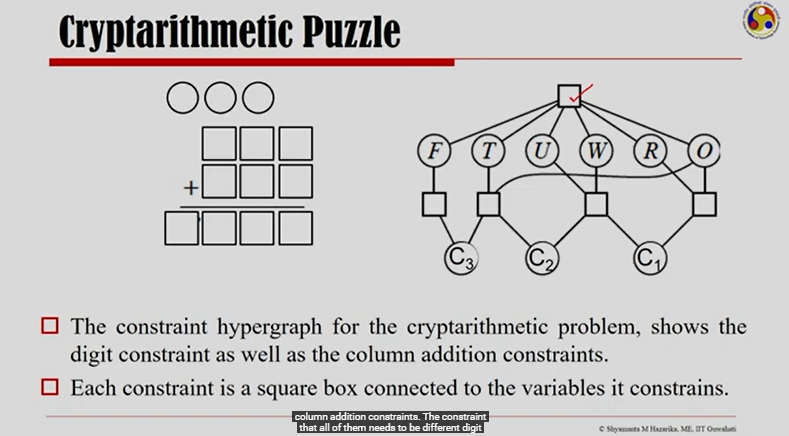 Cryptarithmetic Puzzle
+
F T U W R O
C3 C2 C1
The constraint hypergraph for the cryptarithmetic problem, shows the
digit constraint as well as the column addition constraints.
Each constraint is a square box connected to the variables it constrains.
column addition constraints. The constraint
that all of them needs to be different digit
© Shyamanta M Hazarika, ME, IIT Guwahati